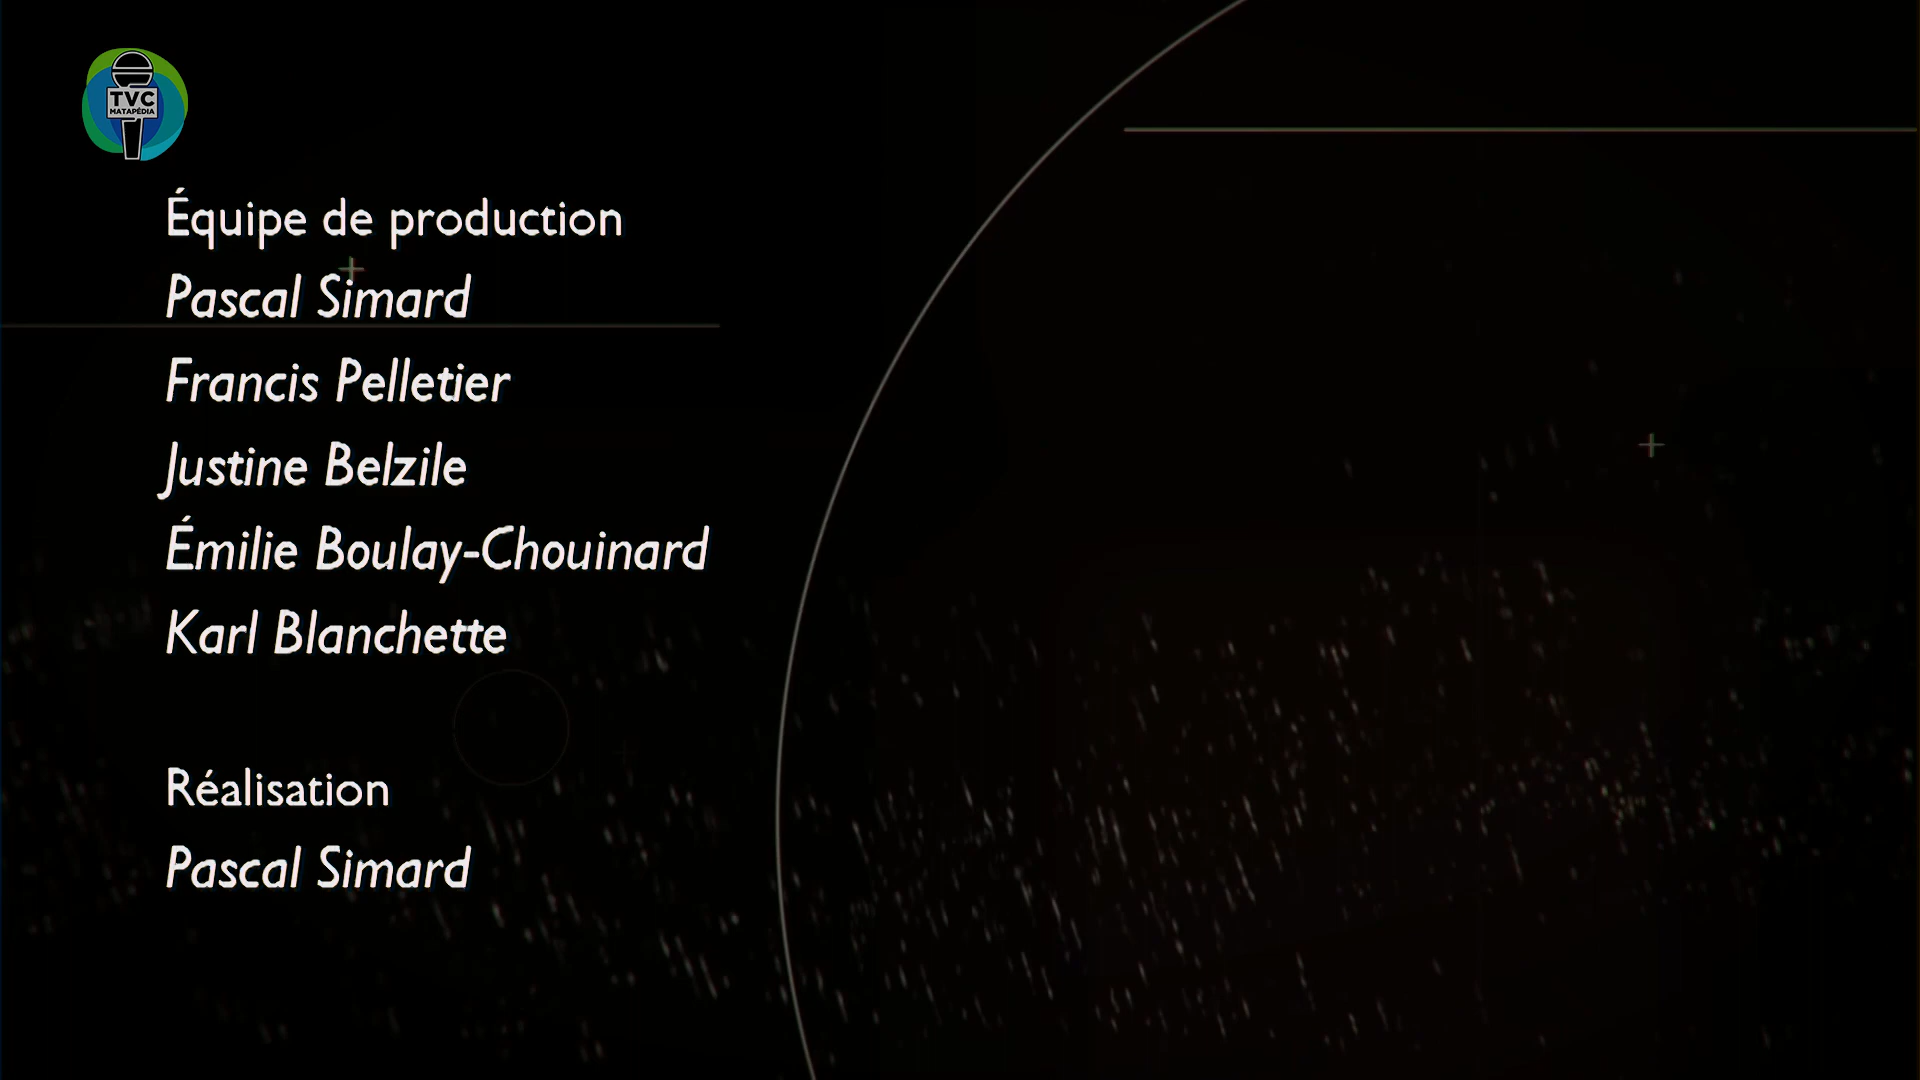 TVC
MATAPÉDIA
Équipe de production
Pascal Simard
Francis Pelletier
Justine Belzile
Émilie Boulay-Chouinard
Karl Blanchette
Réalisation
Pascal Simard